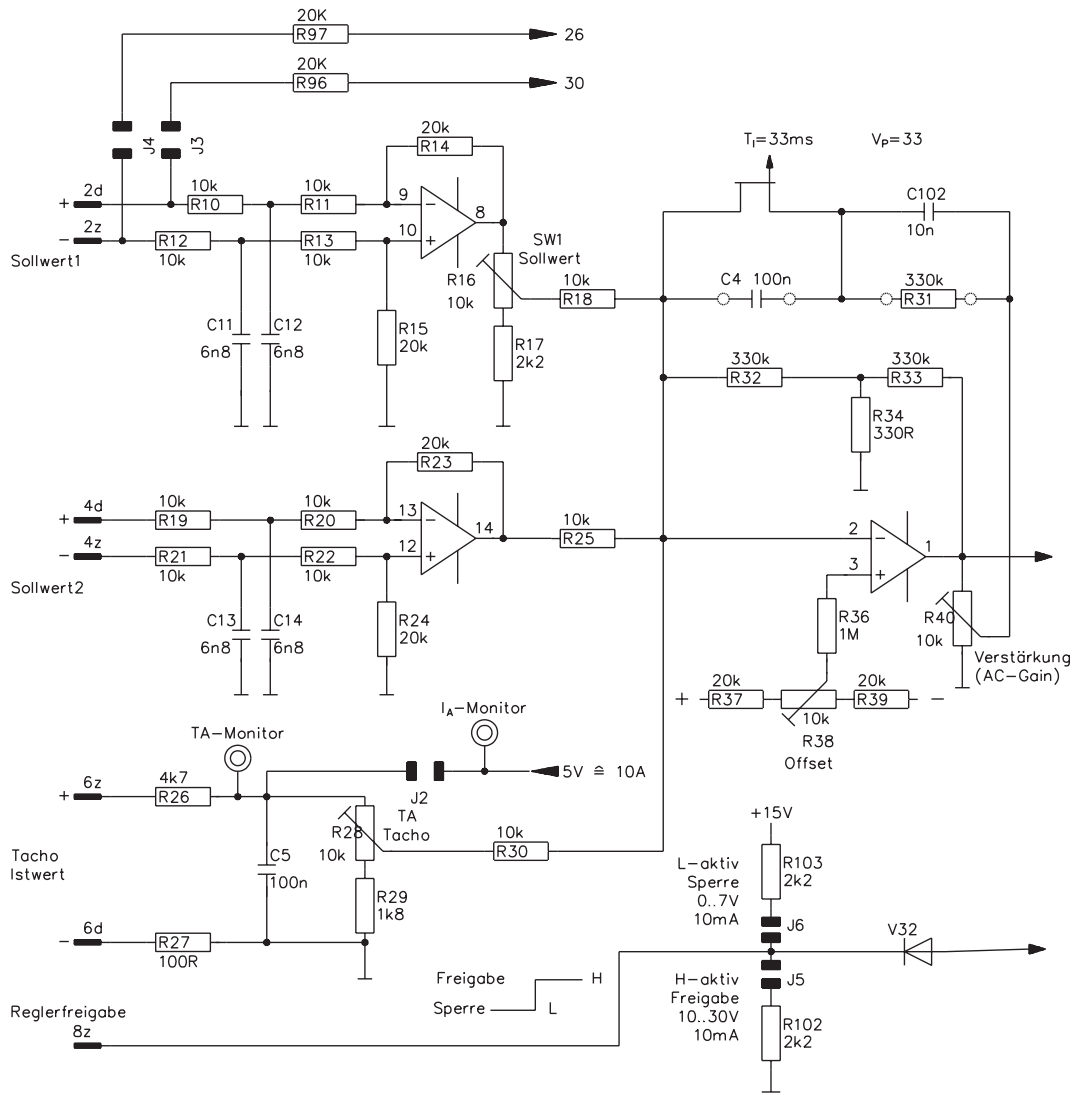 20K
R97
26
20K
R96
30
J4
J3
20k
R14
T_I=33ms
V_P=33
+ 2d
10k
R10
10k
R11
9
−
8
C102
10n
− 2z
R12
10k
R13
10k
10
+
Sollwert1
SW1
Sollwert
R16
10k
10k
R18
C4 100n
330k
R31
C11
6n8
C12
6n8
R15
20k
R17
2k2
330k
R32
330k
R33
R34
330R
20k
R23
+ 4d
10k
R19
10k
R20
13
−
14
10k
R25
− 4z
R21
10k
R22
10k
12
+
2
−
1
3
+
Sollwert2
C13
6n8
C14
6n8
R24
20k
R36
1M
R40
10k
Verstärkung
(AC−Gain)
+
20k
R37
10k
20k
R39
−
R38
Offset
TA−Monitor
I_A−Monitor
5V ≙ 10A
J2
TA
Tacho
+ 6z
4k7
R26
R28
10k
10k
R30
+15V
Tacho
Istwert
C5
100n
R29
1k8
L−aktiv
Sperre
0..7V
10mA
R103
2k2
J6
− 6d
R27
100R
V32
Freigabe
H
Sperre
L
H−aktiv
Freigabe
10..30V
10mA
J5
R102
2k2
Reglerfreigabe
8z